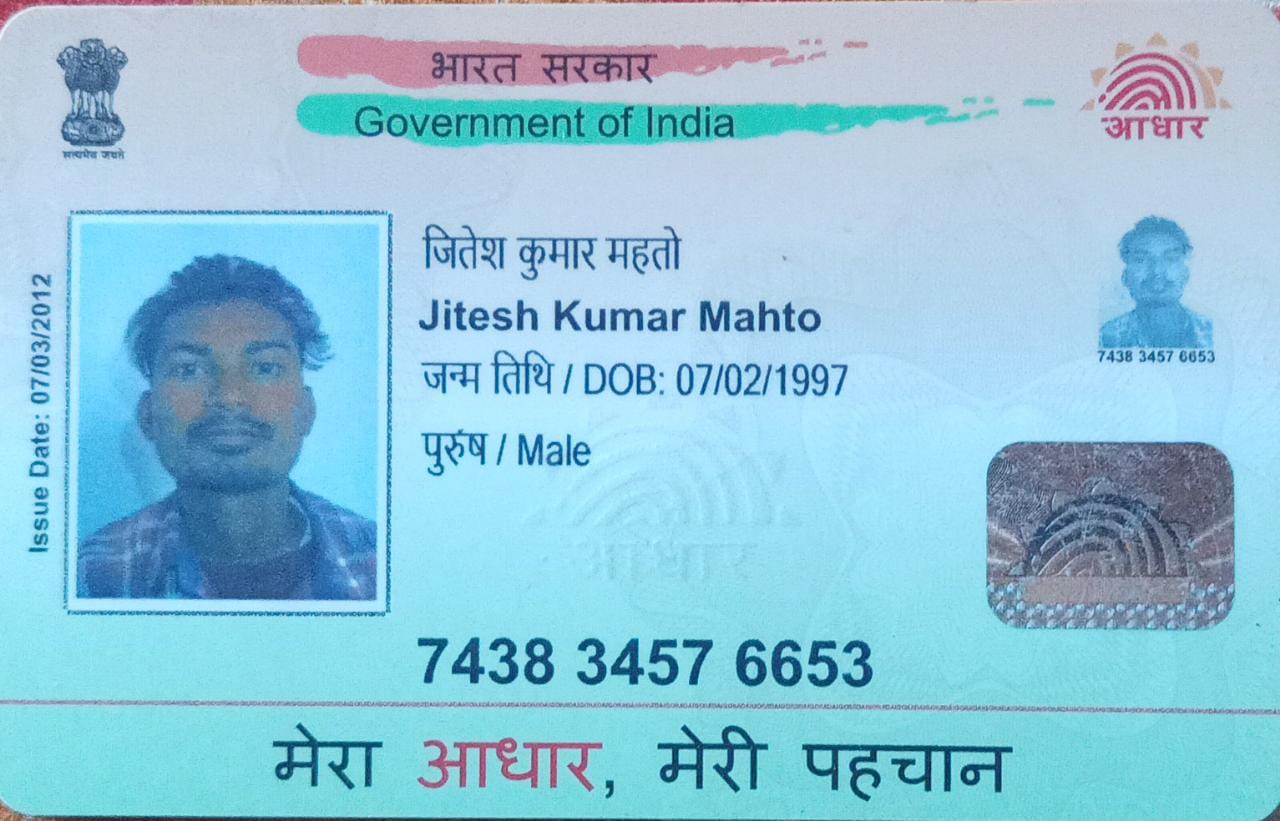 भारत सरकार
Government of India
सत्यमेव जयते
आधार
Issue Date: 07/03/2012
जितेश कुमार महतो
Jitesh Kumar Mahto
जन्म तिथि / DOB: 07/02/1997
पुरुष / Male
7438 3457 6653
आधार
7438 3457 6653
मेरा आधार, मेरी पहचान